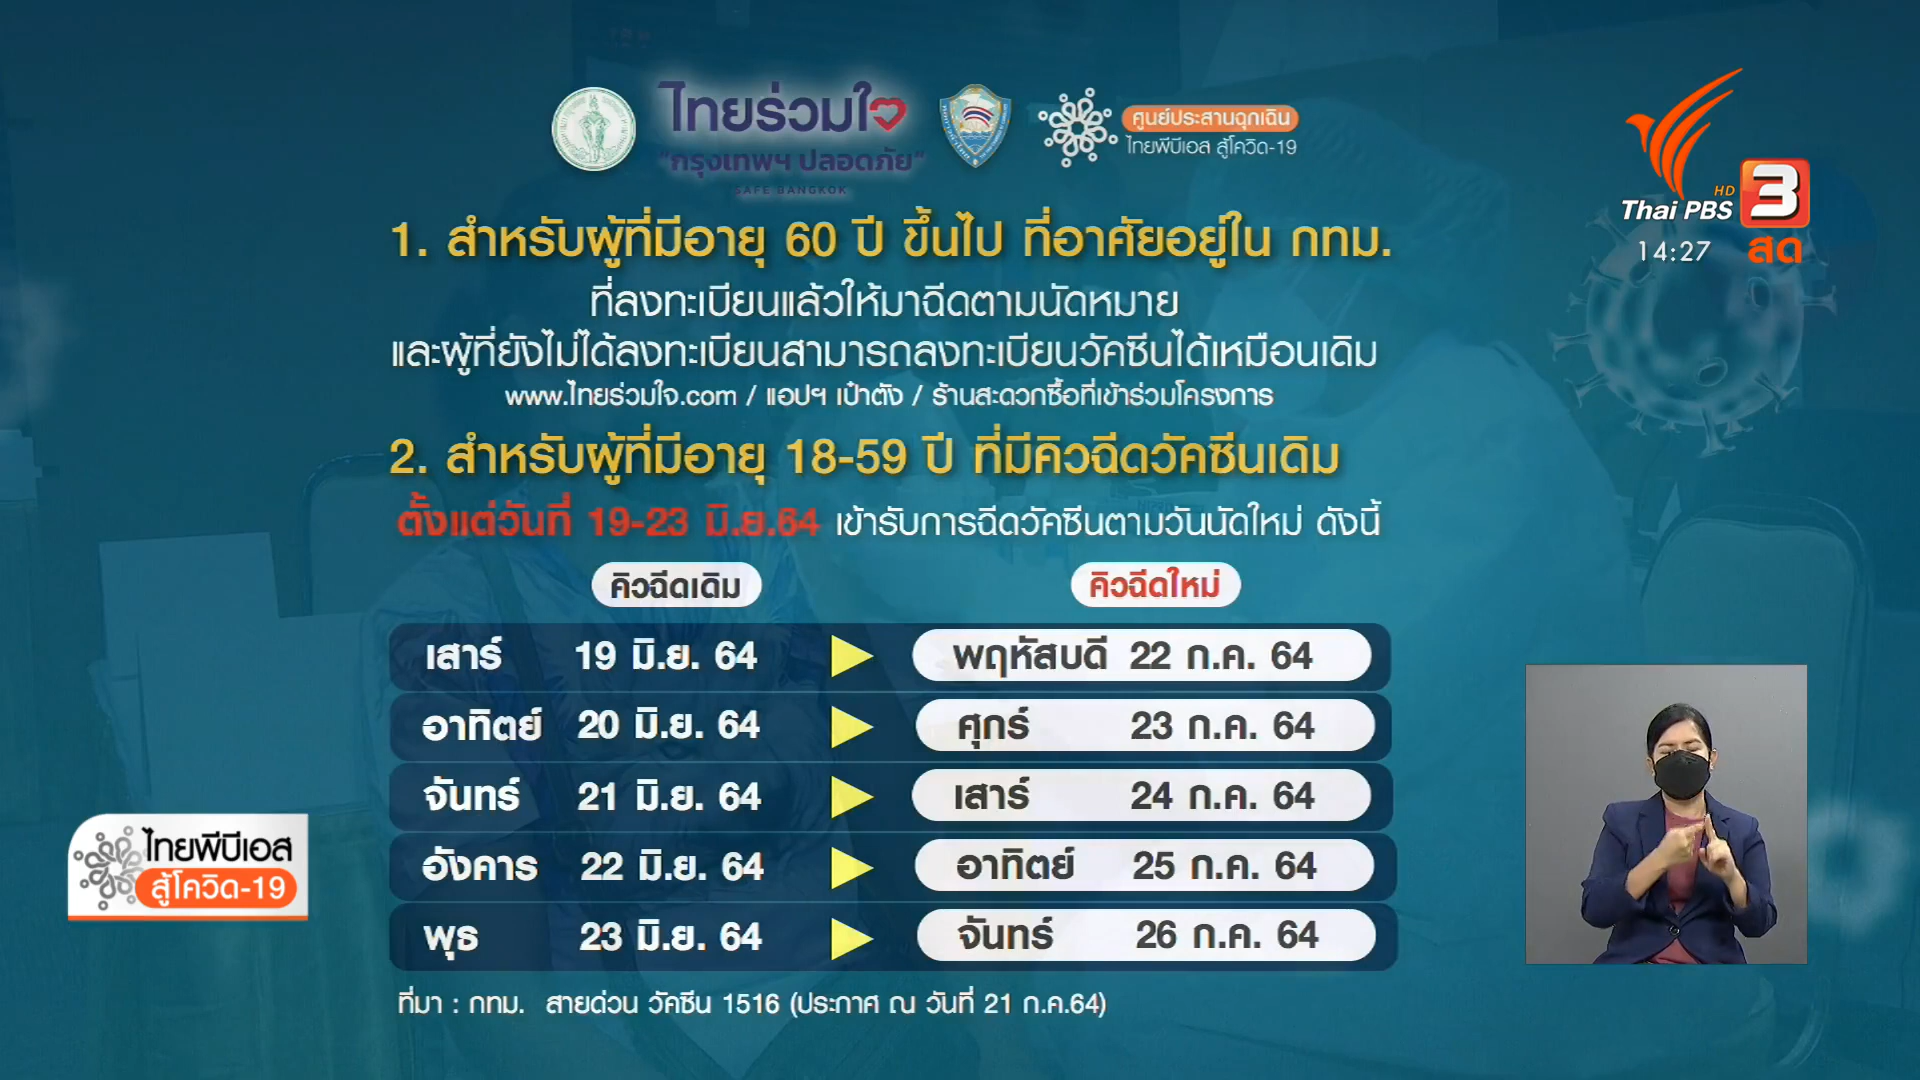 ไทยร่วมใจ
"กรุงเทพฯ ปลอดภัย"
SAFE BANGKOK
ศูนย์ประสานฉุกเฉิน
ไทยพีบีเอส สู้โควิด-19
Thai PBS HD 3
14:27 สด
1. สำหรับผู้ที่มีอายุ 60 ปี ขึ้นไป ที่อาศัยอยู่ใน กทม.
ที่ลงทะเบียนแล้วให้มาฉีดตามนัดหมาย
และผู้ที่ยังไม่ได้ลงทะเบียนสามารถลงทะเบียนวัคซีนได้เหมือนเดิม
www.ไทยร่วมใจ.com / แอปฯ เป๋าตัง / ร้านสะดวกซื้อที่เข้าร่วมโครงการ
2. สำหรับผู้ที่มีอายุ 18-59 ปี ที่มีคิวฉีดวัคซีนเดิม
ตั้งแต่วันที่ 19-23 มิ.ย.64 เข้ารับการฉีดวัคซีนตามวันนัดใหม่ ดังนี้
คิวฉีดเดิม คิวฉีดใหม่
เสาร์ 19 มิ.ย. 64 พฤหัสบดี 22 ก.ค. 64
อาทิตย์ 20 มิ.ย. 64 ศุกร์ 23 ก.ค. 64
จันทร์ 21 มิ.ย. 64 เสาร์ 24 ก.ค. 64
อังคาร 22 มิ.ย. 64 อาทิตย์ 25 ก.ค. 64
พุธ 23 มิ.ย. 64 จันทร์ 26 ก.ค. 64
ที่มา : กทม. สายด่วน วัคซีน 1516 (ประกาศ ณ วันที่ 21 ก.ค.64)
ไทยพีบีเอส
สู้โควิด-19